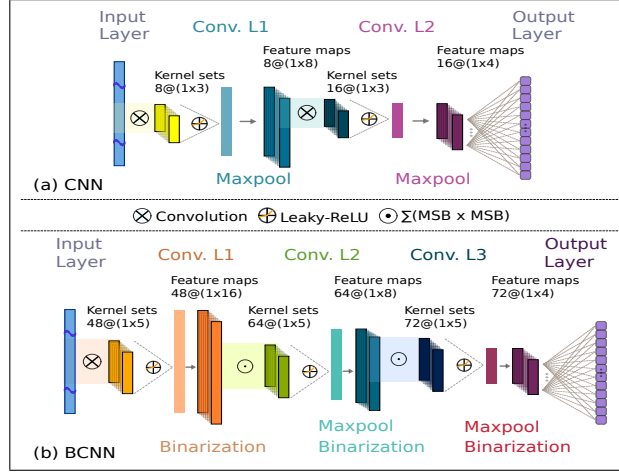 Input
Layer
Conv. L1
Conv. L2
Output
Layer
Feature maps
8@(1x8)
Feature maps
16@(1x4)
Kernel sets
8@(1x3)
Kernel sets
16@(1x3)
Maxpool
Maxpool
(a) CNN
Convolution
Leaky-ReLU
Σ(MSB x MSB)
Input
Layer
Conv. L1
Conv. L2
Conv. L3
Output
Layer
Feature maps
48@(1x16)
Feature maps
64@(1x8)
Feature maps
72@(1x4)
Kernel sets
48@(1x5)
Kernel sets
64@(1x5)
Kernel sets
72@(1x5)
Binarization
Maxpool
Binarization
Maxpool
Binarization
(b) BCNN